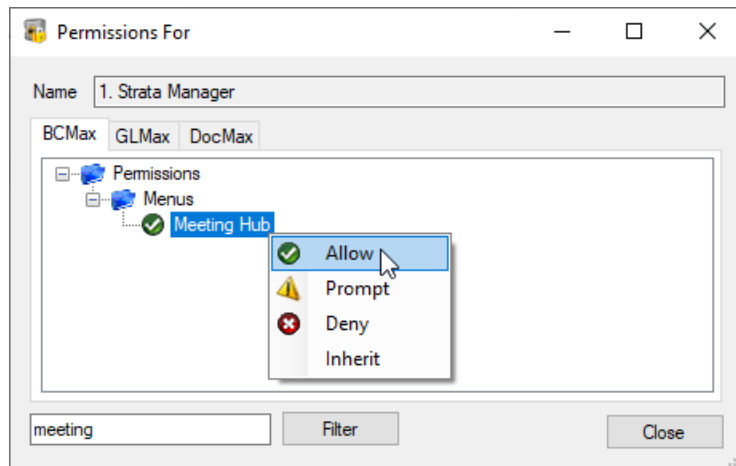 Permissions For
Name 1. Strata Manager
BCMax GLMax DocMax
Permissions
Menus
Meeting Hub
Allow
Prompt
Deny
Inherit
meeting Filter Close